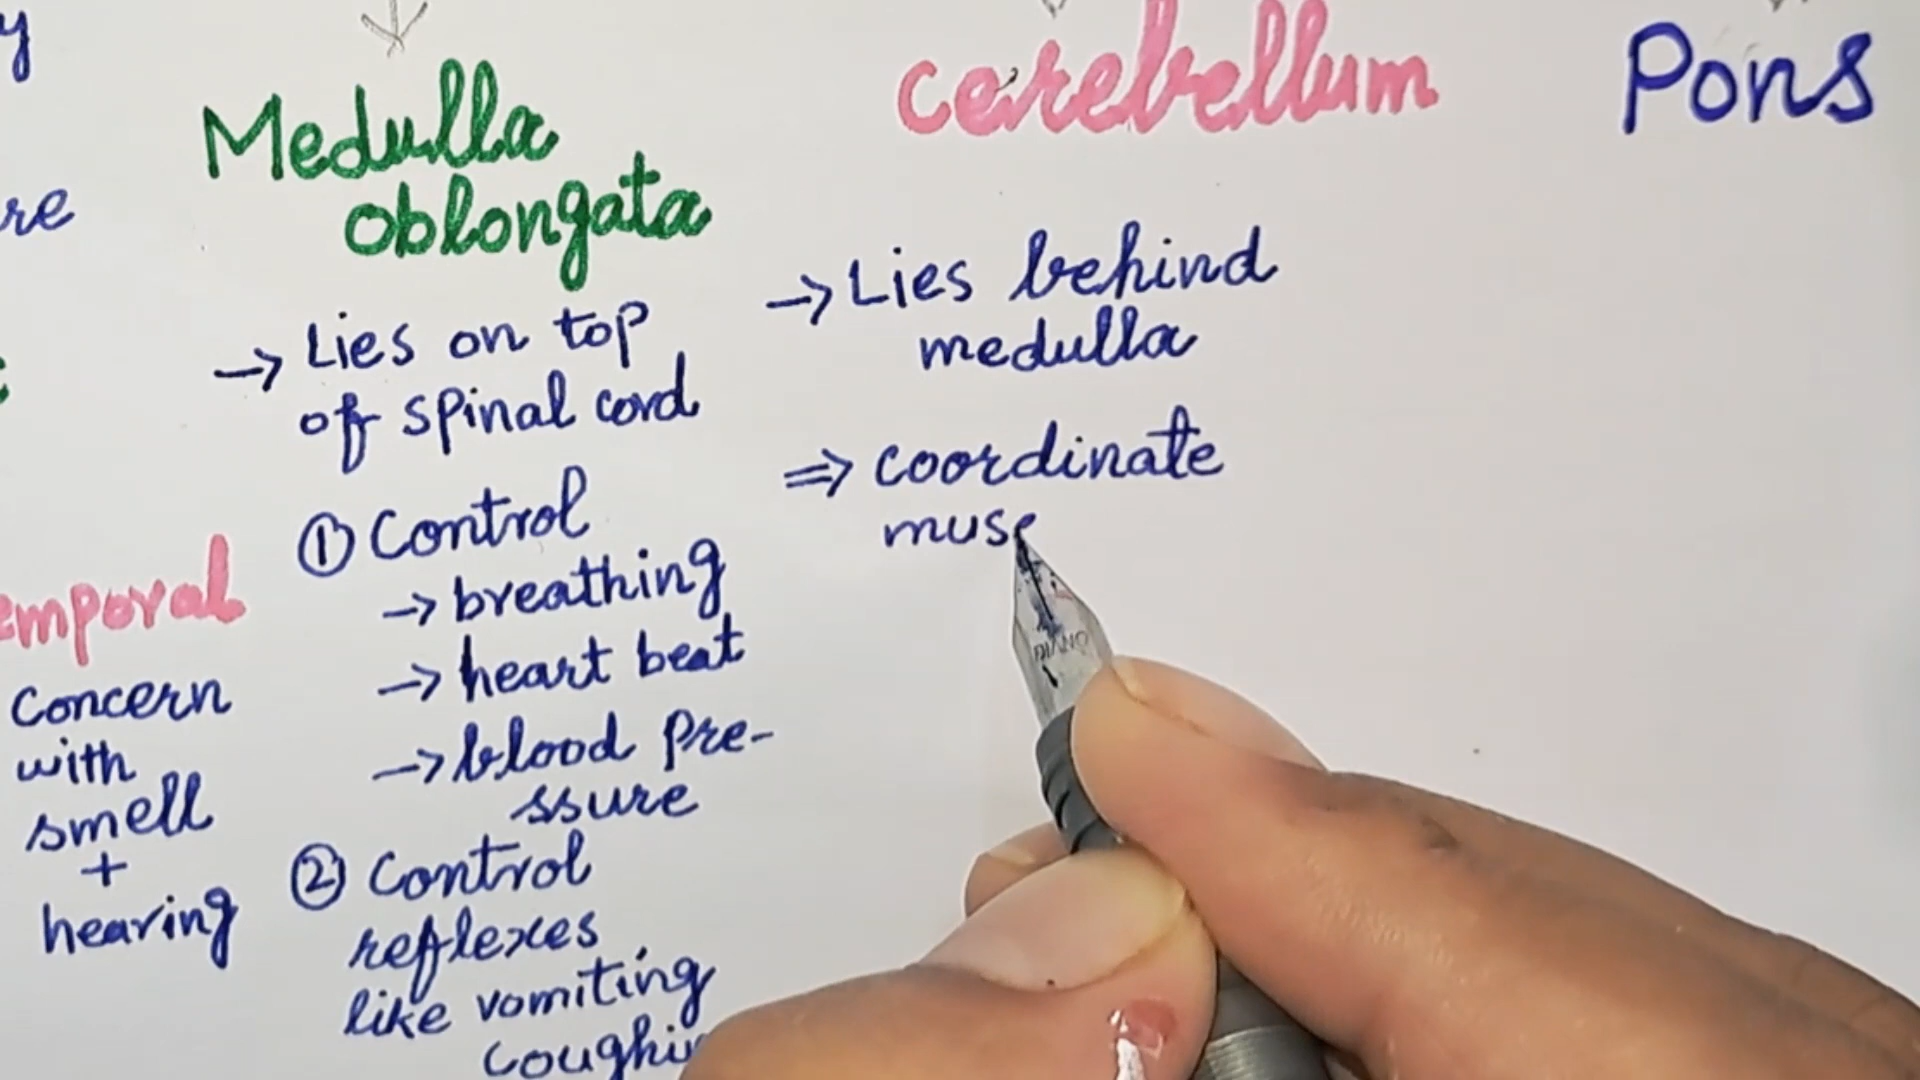 y
re
emporal
Concern
with
smell
+
hearing
Medulla
oblongata
→ Lies on top
of spinal cord
① Control
→ breathing
→ heart beat
→ blood pre-
ssure
② Control
reflexes
like vomiting
coughi
cerebellum
→ Lies behind
medulla
⇒ coordinate
musc
Pons